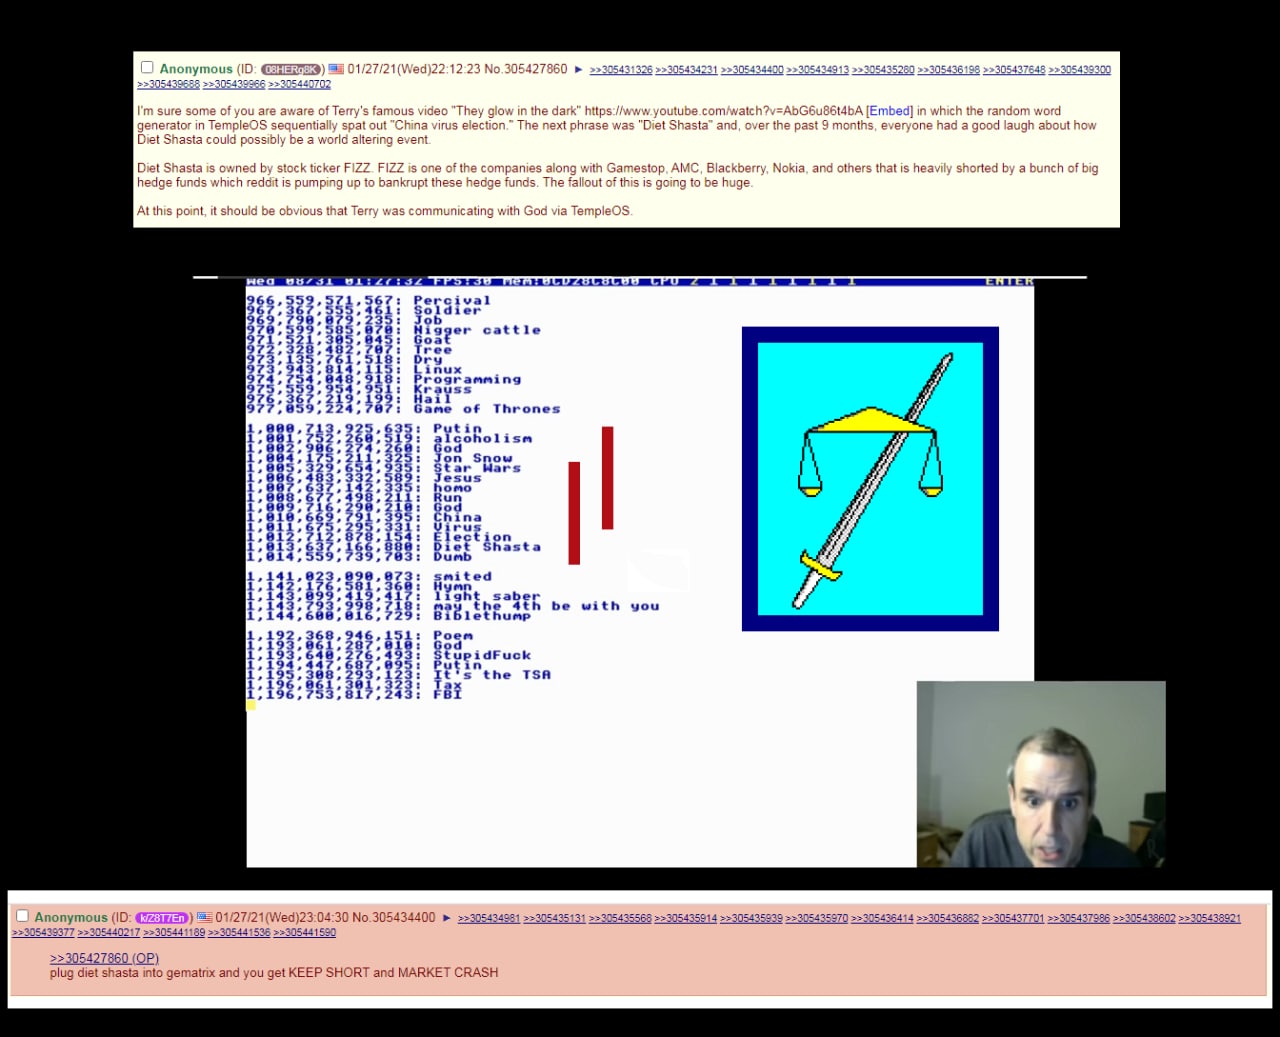 Anonymous (ID: 08HERg8K) 01/27/21(Wed)22:12:23 No.305427860 ► >>305431326 >>305434231 >>305434400 >>305434913 >>305435280 >>305436198 >>305437648 >>305439300
>>305439688 >>305439966 >>305440702
I'm sure some of you are aware of Terry's famous video "They glow in the dark" https://www.youtube.com/watch?v=AbG6u86t4bA [Embed] in which the random word
generator in TempleOS sequentially spat out "China virus election." The next phrase was "Diet Shasta" and, over the past 9 months, everyone had a good laugh about how
Diet Shasta could possibly be a world altering event.
Diet Shasta is owned by stock ticker FIZZ. FIZZ is one of the companies along with Gamestop, AMC, Blackberry, Nokia, and others that is heavily shorted by a bunch of big
hedge funds which reddit is pumping up to bankrupt these hedge funds. The fallout of this is going to be huge.
At this point, it should be obvious that Terry was communicating with God via TempleOS.
Wed 08/31 01:27:32 FPS:30 Mem:0CD28C8C00 CPU 2 1 1 1 1 1 1 1 ENTER
966,559,571,567: Percival
967,367,555,461: Soldier
969,790,079,235: Job
970,599,585,070: Nigger cattle
971,521,305,045: Goat
972,328,482,707: Tree
973,135,761,518: Dry
973,943,814,115: Linux
974,754,048,918: Programming
975,559,954,951: Krauss
976,367,219,199: Hail
977,059,224,707: Game of Thrones
1,000,713,925,635: Putin
1,001,752,260,519: alcoholism
1,002,906,274,260: God
1,004,175,211,325: Jon Snow
1,005,329,654,935: Star Wars
1,006,483,332,589: Jesus
1,007,637,142,335: homo
1,008,677,498,211: Run
1,009,716,290,210: God
1,010,669,791,395: China
1,011,675,295,331: Virus
1,012,712,878,154: Election
1,013,637,166,880: Diet Shasta
1,014,559,739,703: Dumb
1,141,023,090,073: smited
1,142,176,581,360: Hymn
1,143,099,419,417: light saber
1,143,793,998,718: may the 4th be with you
1,144,600,016,729: Biblethump
1,192,368,946,151: Poem
1,193,061,287,010: God
1,193,640,276,493: StupidFuck
1,194,447,687,095: Putin
1,195,308,293,123: It's the TSA
1,196,061,301,323: Tax
1,196,753,817,243: FBI
Anonymous (ID: k/Z8T7En) 01/27/21(Wed)23:04:30 No.305434400 ► >>305434981 >>305435131 >>305435568 >>305435914 >>305435939 >>305435970 >>305436414 >>305436882 >>305437701 >>305437986 >>305438602 >>305438921
>>305439377 >>305440217 >>305441189 >>305441536 >>305441590
>>305427860 (OP)
plug diet shasta into gematrix and you get KEEP SHORT and MARKET CRASH